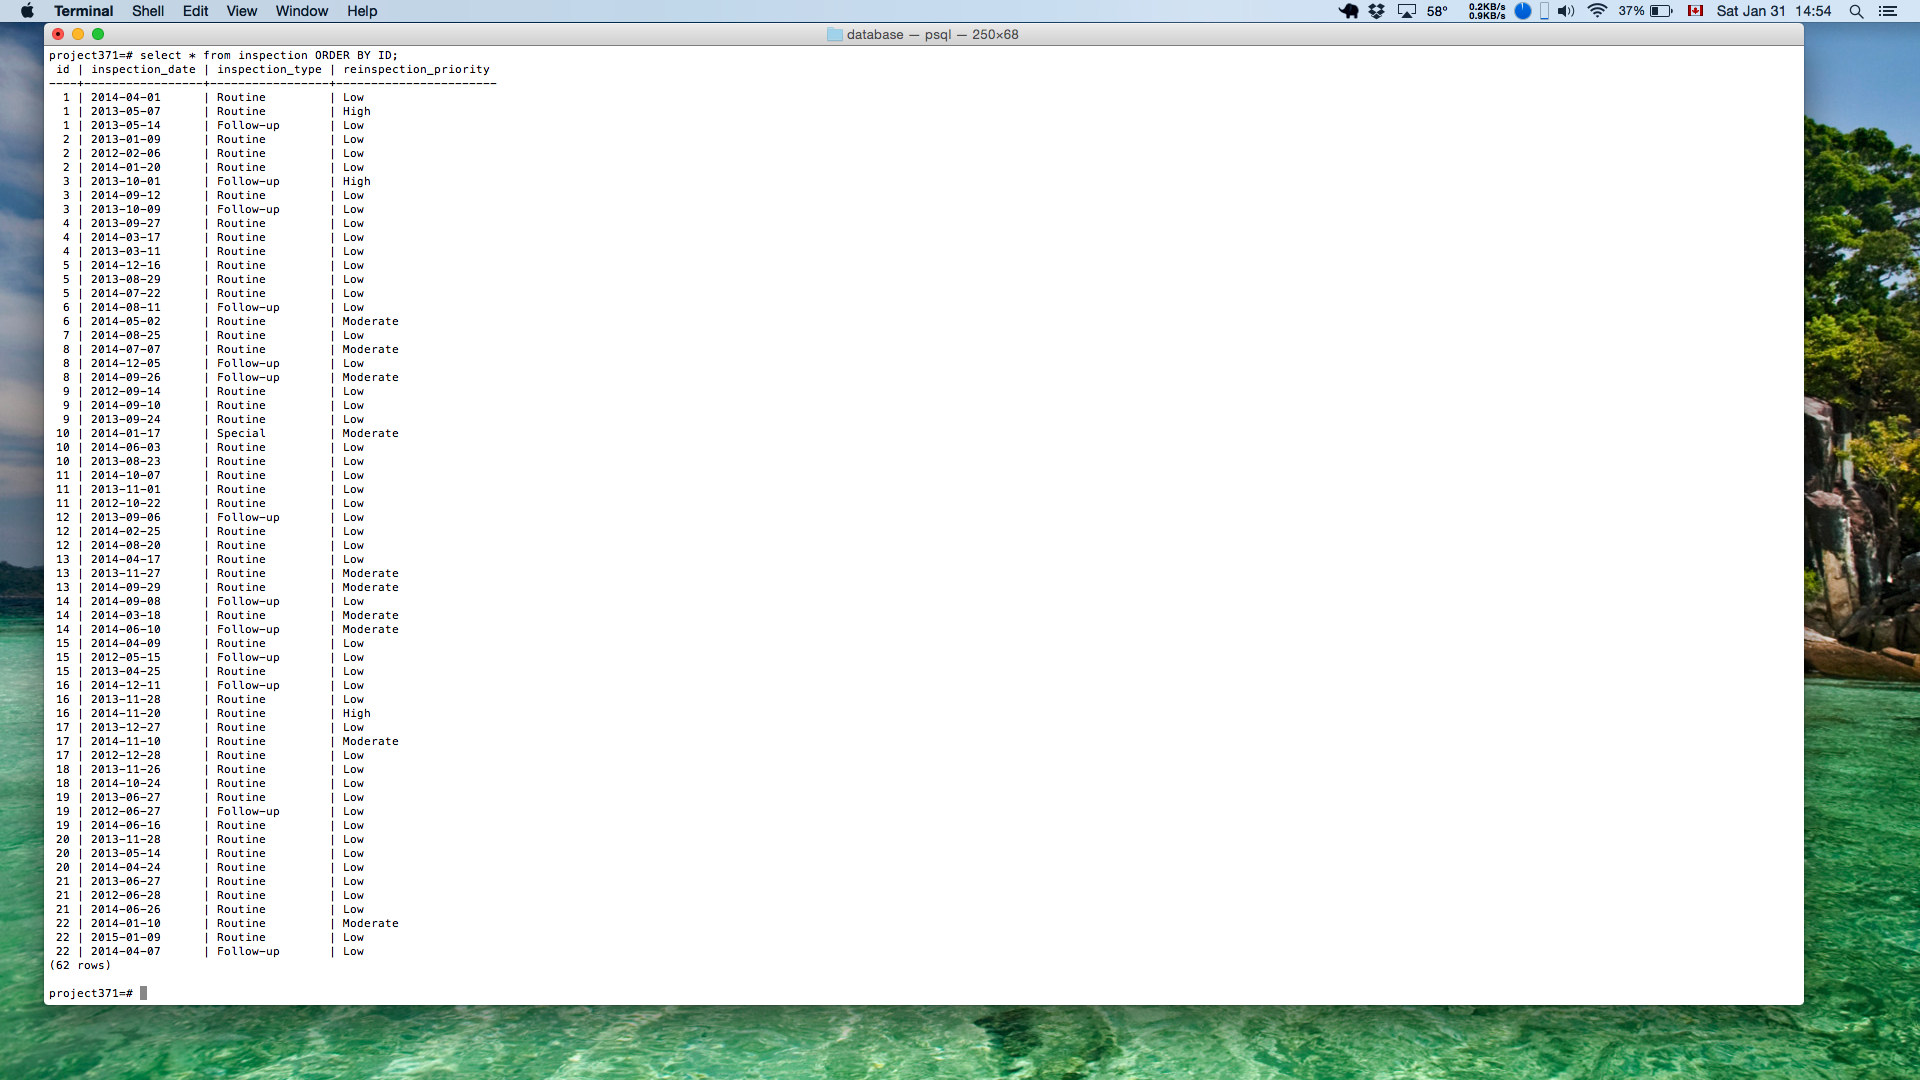 Terminal Shell Edit View Window Help 58° 0.2KB/s 0.9KB/s 37% Sat Jan 31 14:54
database — psql — 250×68
project371=# select * from inspection ORDER BY ID;
id | inspection_date | inspection_type | reinspection_priority
----+-----------------+-----------------+-----------------------
1 | 2014-04-01 | Routine | Low
1 | 2013-05-07 | Routine | High
1 | 2013-05-14 | Follow-up | Low
2 | 2013-01-09 | Routine | Low
2 | 2012-02-06 | Routine | Low
2 | 2014-01-20 | Routine | Low
3 | 2013-10-01 | Follow-up | High
3 | 2014-09-12 | Routine | Low
3 | 2013-10-09 | Follow-up | Low
4 | 2013-09-27 | Routine | Low
4 | 2014-03-17 | Routine | Low
4 | 2013-03-11 | Routine | Low
5 | 2014-12-16 | Routine | Low
5 | 2013-08-29 | Routine | Low
5 | 2014-07-22 | Routine | Low
6 | 2014-08-11 | Follow-up | Low
6 | 2014-05-02 | Routine | Moderate
7 | 2014-08-25 | Routine | Low
8 | 2014-07-07 | Routine | Moderate
8 | 2014-12-05 | Follow-up | Low
8 | 2014-09-26 | Follow-up | Moderate
9 | 2012-09-14 | Routine | Low
9 | 2014-09-10 | Routine | Low
9 | 2013-09-24 | Routine | Low
10 | 2014-01-17 | Special | Moderate
10 | 2014-06-03 | Routine | Low
10 | 2013-08-23 | Routine | Low
11 | 2014-10-07 | Routine | Low
11 | 2013-11-01 | Routine | Low
11 | 2012-10-22 | Routine | Low
12 | 2013-09-06 | Follow-up | Low
12 | 2014-02-25 | Routine | Low
12 | 2014-08-20 | Routine | Low
13 | 2014-04-17 | Routine | Low
13 | 2013-11-27 | Routine | Moderate
13 | 2014-09-29 | Routine | Moderate
14 | 2014-09-08 | Follow-up | Low
14 | 2014-03-18 | Routine | Moderate
14 | 2014-06-10 | Follow-up | Moderate
15 | 2014-04-09 | Routine | Low
15 | 2012-05-15 | Follow-up | Low
15 | 2013-04-25 | Routine | Low
16 | 2014-12-11 | Follow-up | Low
16 | 2013-11-28 | Routine | Low
16 | 2014-11-20 | Routine | High
17 | 2013-12-27 | Routine | Low
17 | 2014-11-10 | Routine | Moderate
17 | 2012-12-28 | Routine | Low
18 | 2013-11-26 | Routine | Low
18 | 2014-10-24 | Routine | Low
19 | 2013-06-27 | Routine | Low
19 | 2012-06-27 | Follow-up | Low
19 | 2014-06-16 | Routine | Low
20 | 2013-11-28 | Routine | Low
20 | 2013-05-14 | Routine | Low
20 | 2014-04-24 | Routine | Low
21 | 2013-06-27 | Routine | Low
21 | 2012-06-28 | Routine | Low
21 | 2014-06-26 | Routine | Low
22 | 2014-01-10 | Routine | Moderate
22 | 2015-01-09 | Routine | Low
22 | 2014-04-07 | Follow-up | Low
(62 rows)
project371=#